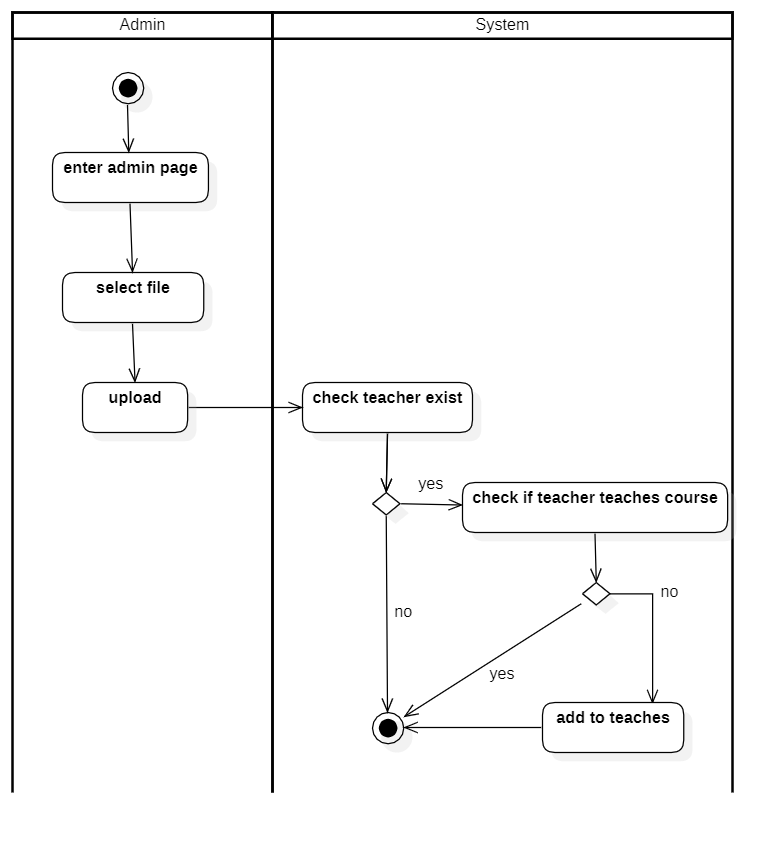 Admin
System
enter admin page
select file
upload
check teacher exist
yes
check if teacher teaches course
no
no
yes
add to teaches